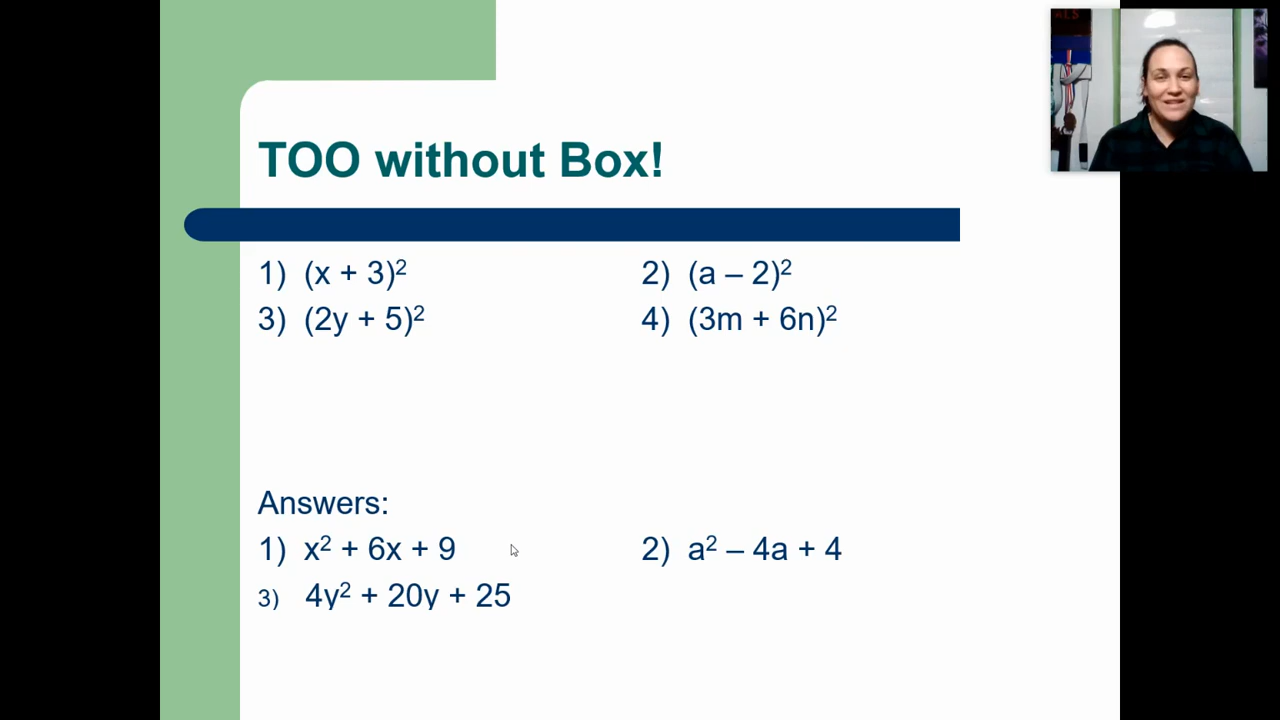 TOO without Box!
1) (x + 3)² 2) (a – 2)²
3) (2y + 5)² 4) (3m + 6n)²
Answers:
1) x² + 6x + 9 2) a² – 4a + 4
3) 4y² + 20y + 25